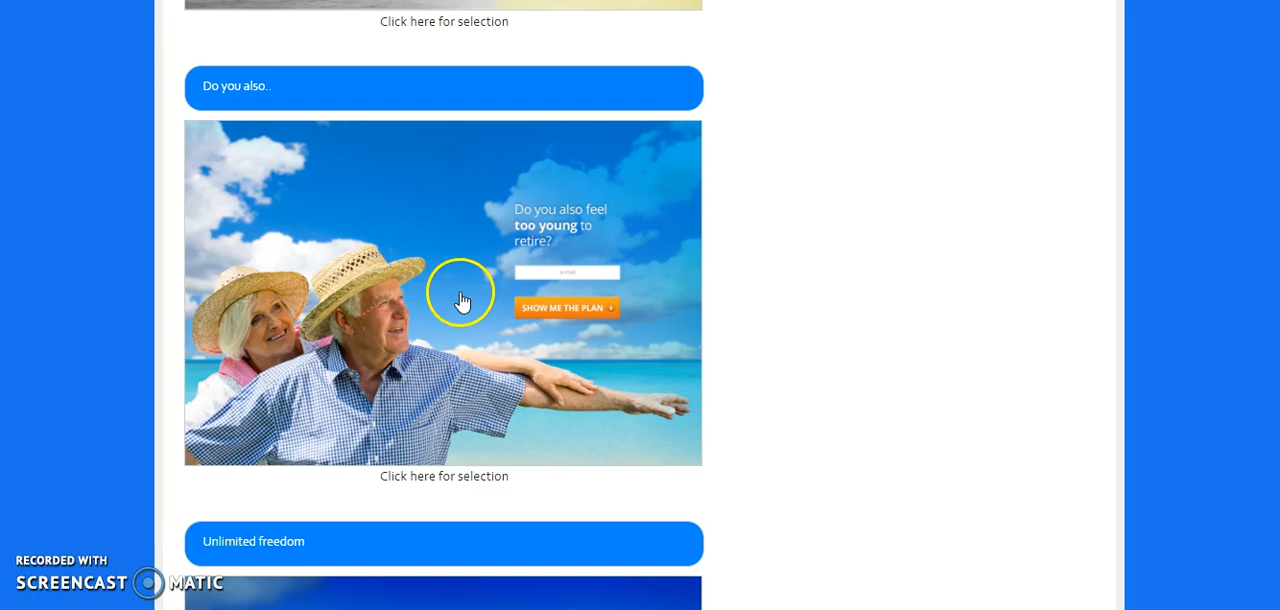 Click here for selection
Do you also..
Do you also feel
too young to
retire?
e-mail
SHOW ME THE PLAN
Click here for selection
Unlimited freedom
RECORDED WITH
SCREENCAST MATIC